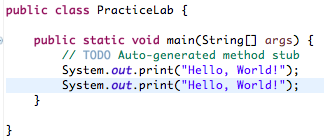 public class PracticeLab {
public static void main(String[] args) {
// TODO Auto-generated method stub
System.out.print("Hello, World!");
System.out.print("Hello, World!");
}
}